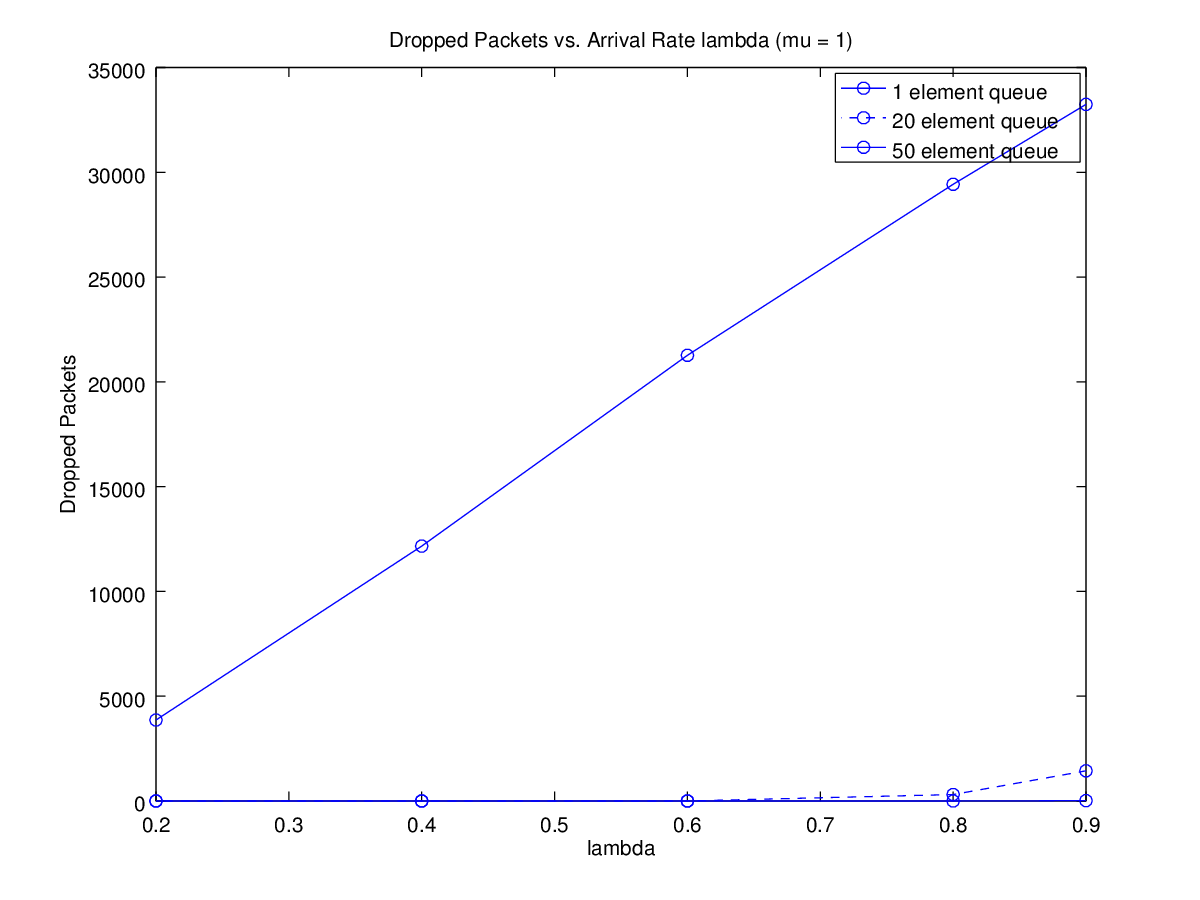 Dropped Packets vs. Arrival Rate lambda (mu = 1)
35000
30000
25000
20000
15000
10000
5000
0
Dropped Packets
1 element queue
20 element queue
50 element queue
0.2 0.3 0.4 0.5 0.6 0.7 0.8 0.9
lambda